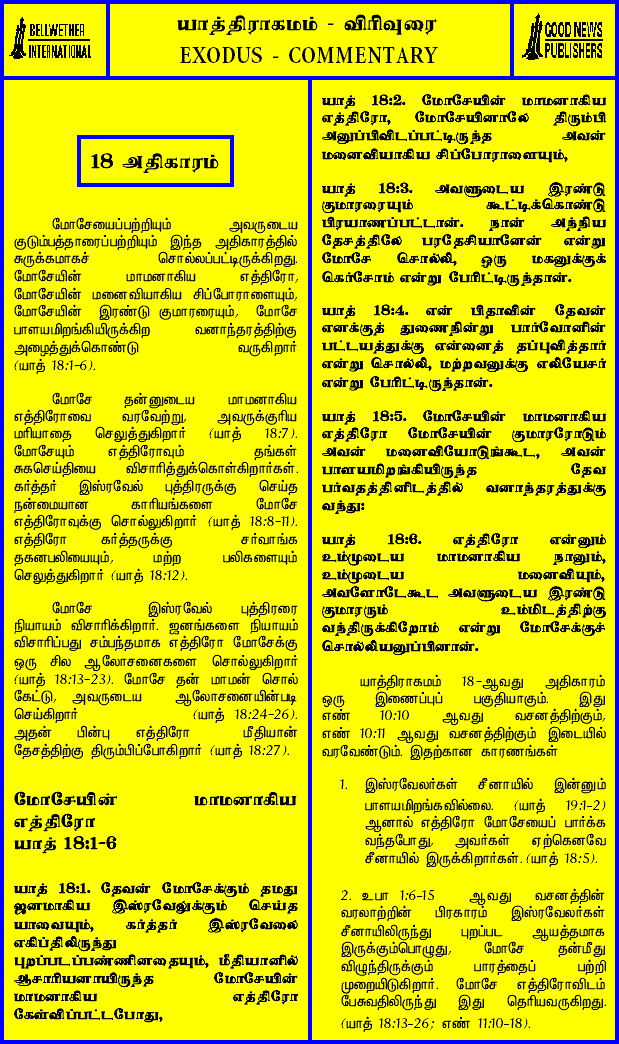 BELLWETHER
INTERNATIONAL
யாத்திராகமம் - விரிவுரை
EXODUS - COMMENTARY
GOOD NEWS
PUBLISHERS
18 அதிகாரம்
மோசேயைப்பற்றியும் அவருடைய
குடும்பத்தாரைப்பற்றியும் இந்த அதிகாரத்தில்
சுருக்கமாகச் சொல்லப்பட்டிருக்கிறது.
மோசேயின் மாமனாகிய எத்திரோ,
மோசேயின் மனைவியாகிய சிப்போராளையும்,
மோசேயின் இரண்டு குமாரரையும், மோசே
பாளயமிறங்கியிருக்கிற வனாந்தரத்திற்கு
அழைத்துக்கொண்டு வருகிறார்
(யாத் 18:1-6).
மோசே தன்னுடைய மாமனாகிய
எத்திரோவை வரவேற்று, அவருக்குரிய
மரியாதை செலுத்துகிறார் (யாத் 18:7).
மோசேயும் எத்திரோவும் தங்கள்
சுகசெய்தியை விசாரித்துக்கொள்கிறார்கள்.
கர்த்தர் இஸ்ரவேல் புத்திரருக்கு செய்த
நன்மையான காரியங்களை மோசே
எத்திரோவுக்கு சொல்லுகிறார் (யாத் 18:8-11).
எத்திரோ கர்த்தருக்கு சர்வாங்க
தகனபலியையும், மற்ற பலிகளையும்
செலுத்துகிறார் (யாத் 18:12).
மோசே இஸ்ரவேல் புத்திரரை
நியாயம் விசாரிக்கிறார். ஜனங்களை நியாயம்
விசாரிப்பது சம்பந்தமாக எத்திரோ மோசேக்கு
ஒரு சில ஆலோசனைகளை சொல்லுகிறார்
(யாத் 18:13-23). மோசே தன் மாமன் சொல்
கேட்டு, அவருடைய ஆலோசனையின்படி
செய்கிறார் (யாத் 18:24-26).
அதன் பின்பு எத்திரோ மீதியான்
தேசத்திற்கு திரும்பிப்போகிறார் (யாத் 18:27).
மோசேயின் மாமனாகிய
எத்திரோ
யாத் 18:1-6
யாத் 18:1. தேவன் மோசேக்கும் தமது
ஜனமாகிய இஸ்ரவேலுக்கும் செய்த
யாவையும், கர்த்தர் இஸ்ரவேலை
எகிப்திலிருந்து
புறப்படப்பண்ணினதையும், மீதியானில்
ஆசாரியனாயிருந்த மோசேயின்
மாமனாகிய எத்திரோ
கேள்விப்பட்டபோது,
யாத் 18:2. மோசேயின் மாமனாகிய
எத்திரோ, மோசேயினாலே திரும்பி
அனுப்பிவிடப்பட்டிருந்த அவன்
மனைவியாகிய சிப்போராளையும்,
யாத் 18:3. அவளுடைய இரண்டு
குமாரரையும் கூட்டிக்கொண்டு
பிரயாணப்பட்டான். நான் அந்நிய
தேசத்திலே பரதேசியானேன் என்று
மோசே சொல்லி, ஒரு மகனுக்குக்
கெர்சோம் என்று பேரிட்டிருந்தான்.
யாத் 18:4. என் பிதாவின் தேவன்
எனக்குத் துணைநின்று பார்வோனின்
பட்டயத்துக்கு என்னைத் தப்புவித்தார்
என்று சொல்லி, மற்றவனுக்கு எலியேசர்
என்று பேரிட்டிருந்தான்.
யாத் 18:5. மோசேயின் மாமனாகிய
எத்திரோ மோசேயின் குமாரரோடும்
அவன் மனைவியோடுங்கூட, அவன்
பாளயமிறங்கியிருந்த தேவ
பர்வதத்தினிடத்தில் வனாந்தரத்துக்கு
வந்து:
யாத் 18:6. எத்திரோ என்னும்
உம்முடைய மாமனாகிய நானும்,
உம்முடைய மனைவியும்,
அவளோடேகூட அவளுடைய இரண்டு
குமாரரும் உம்மிடத்திற்கு
வந்திருக்கிறோம் என்று மோசேக்குச்
சொல்லியனுப்பினான்.
யாத்திராகமம் 18-ஆவது அதிகாரம்
ஒரு இணைப்புப் பகுதியாகும். இது
எண் 10:10 ஆவது வசனத்திற்கும்,
எண் 10:11 ஆவது வசனத்திற்கும் இடையில்
வரவேண்டும். இதற்கான காரணங்கள்
1. இஸ்ரவேலர்கள் சீனாயில் இன்னும்
பாளயமிறங்கவில்லை. (யாத் 19:1-2)
ஆனால் எத்திரோ மோசேயைப் பார்க்க
வந்தபோது, அவர்கள் ஏற்கெனவே
சீனாயில் இருக்கிறார்கள். (யாத் 18:5).
2. உபா 1:6-15 ஆவது வசனத்தின்
வரலாற்றின் பிரகாரம் இஸ்ரவேலர்கள்
சீனாயிலிருந்து புறப்பட ஆயத்தமாக
இருக்கும்பொழுது, மோசே தன்மீது
விழுந்திருக்கும் பாரத்தைப் பற்றி
முறையிடுகிறார். மோசே எத்திரோவிடம்
பேசுவதிலிருந்து இது தெரியவருகிறது.
(யாத் 18:13-26; எண் 11:10-18).